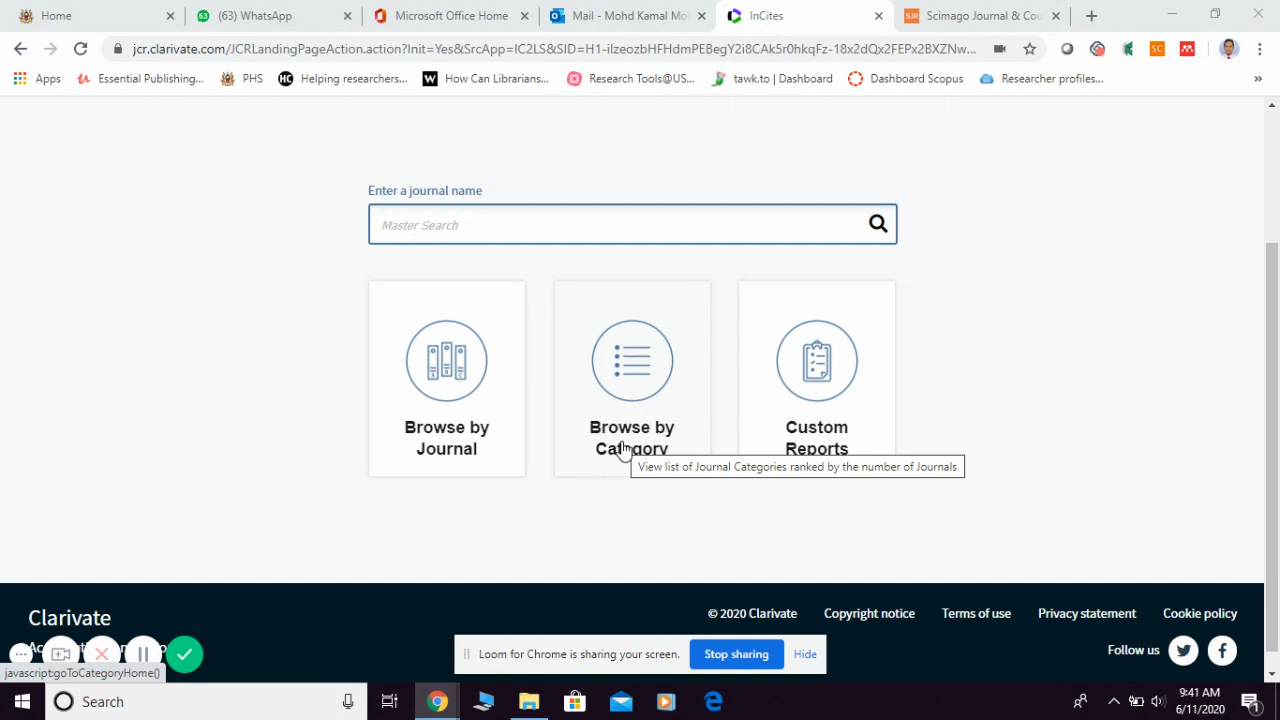 Home
(63) WhatsApp
Microsoft Office Home
Mail - Mohd Kamal Mo
InCites
Scimago Journal & Cou
jcr.clarivate.com/JCRLandingPageAction.action?Init=Yes&SrcApp=IC2LS&SID=H1-iIzeozbHFHdmPEBegY2i8CAk5r0hkqFz-18x2dQx2FEPx2BXZNw...
Apps
Essential Publishing...
PHS
Helping researchers...
How Can Librarians...
Research Tools@US...
tawk.to | Dashboard
Dashboard Scopus
Researcher profiles...
Enter a journal name
Master Search
Browse by
Journal
Browse by
Category
Custom
Reports
View list of Journal Categories ranked by the number of Journals
Clarivate
© 2020 Clarivate
Copyright notice
Terms of use
Privacy statement
Cookie policy
Follow us
Loom for Chrome is sharing your screen.
Stop sharing
Hide
javascript:goToCategoryHome()
Search
9:41 AM
6/11/2020